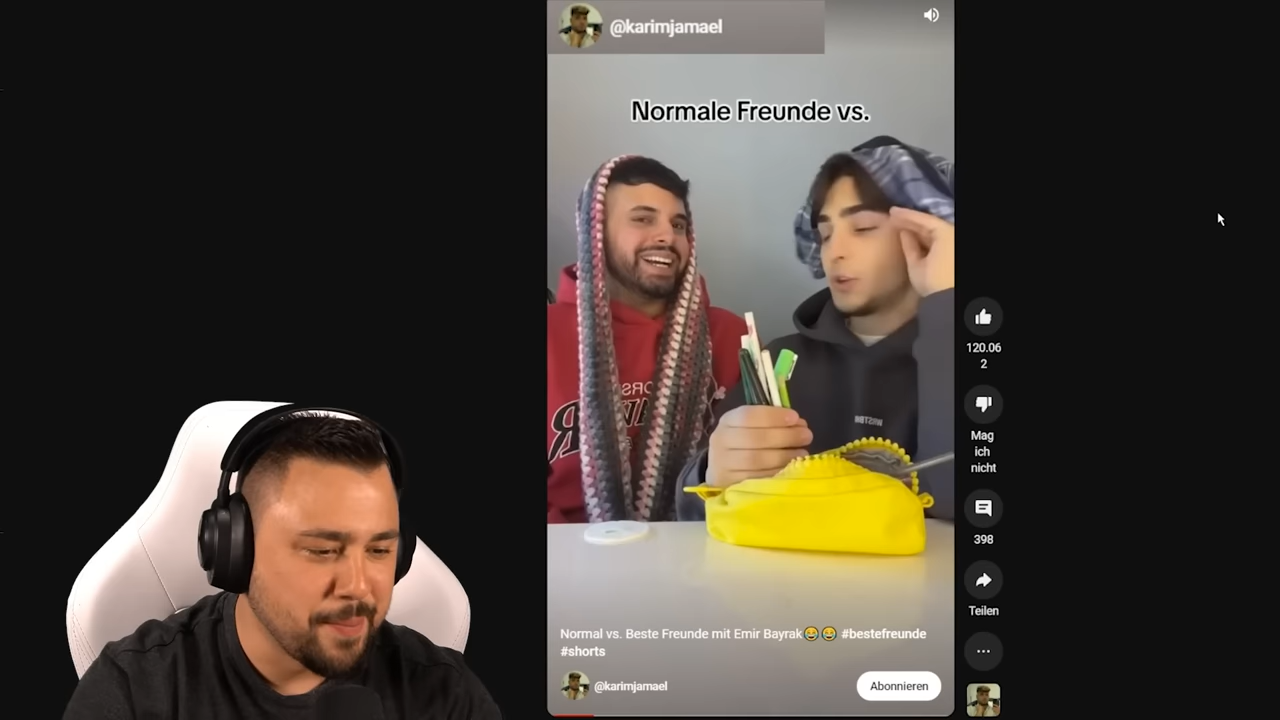 @karimjamael
Normale Freunde vs.
120.06
2
Mag
ich
nicht
398
Teilen
Normal vs. Beste Freunde mit Emir Bayrak😂😂 #bestefreunde
#shorts
@karimjamael
Abonnieren